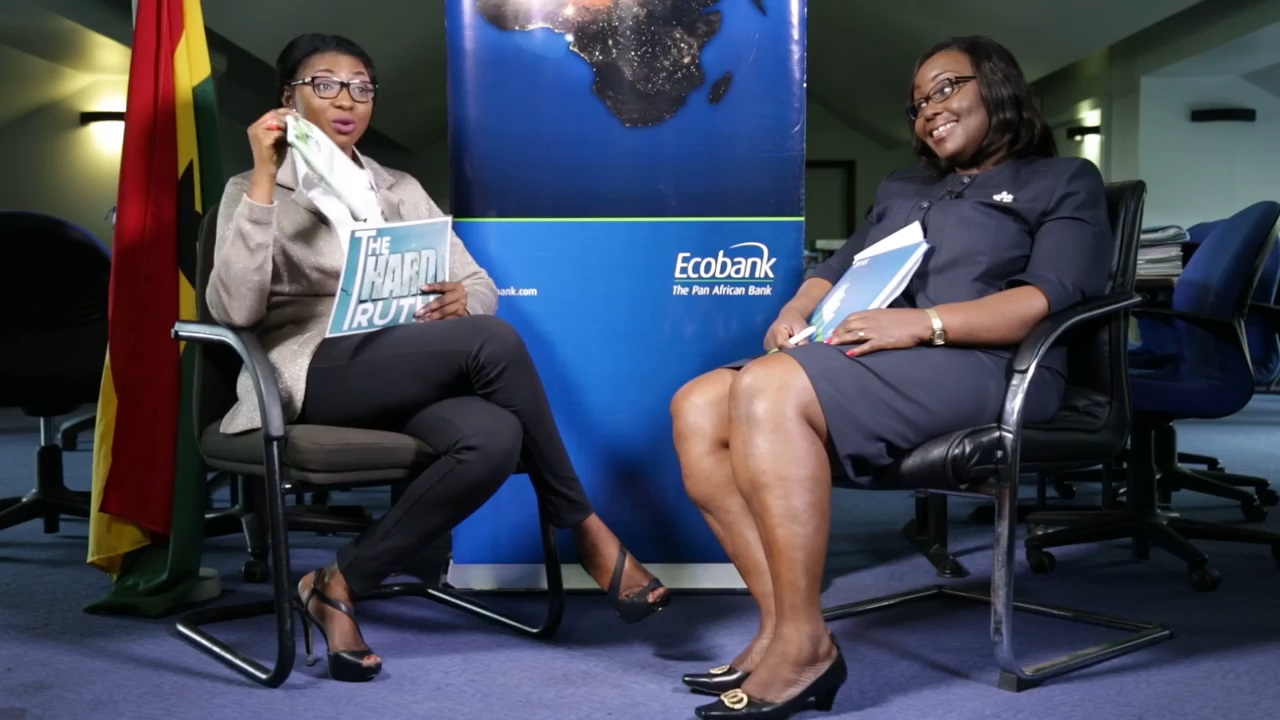 THE
HARD
TRUTH
Ecobank
The Pan African Bank
bank.com